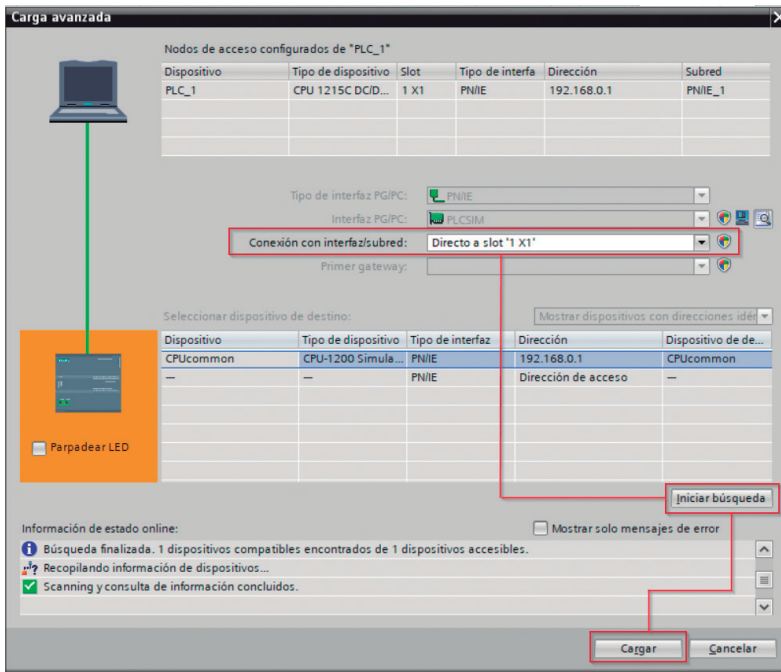 Carga avanzada
Nodos de acceso configurados de "PLC_1"
Dispositivo Tipo de dispositivo Slot Tipo de interfa Dirección Subred
PLC_1 CPU 1215C DC/D... 1 X1 PN/IE 192.168.0.1 PN/IE_1
Tipo de interfaz PG/PC: PN/IE
Interfaz PG/PC: PLCSIM
Conexión con interfaz/subred: Directo a slot '1 X1'
Primer gateway:
Seleccionar dispositivo de destino: Mostrar dispositivos con direcciones idér
Dispositivo Tipo de dispositivo Tipo de interfaz Dirección Dispositivo de de...
CPUcommon CPU-1200 Simula... PN/IE 192.168.0.1 CPUcommon
— — PN/IE Dirección de acceso —
Parpadear LED
Iniciar búsqueda
Información de estado online: Mostrar solo mensajes de error
Búsqueda finalizada. 1 dispositivos compatibles encontrados de 1 dispositivos accesibles.
Recopilando información de dispositivos...
Scanning y consulta de información concluidos.
Cargar Cancelar